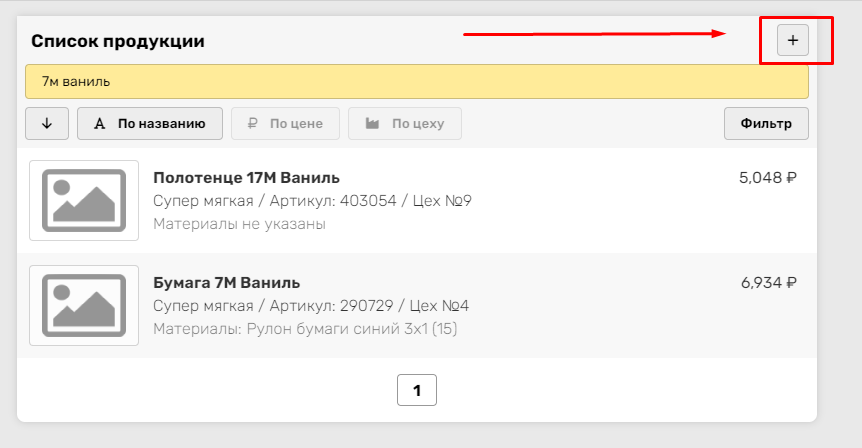 Список продукции +
7м ваниль
↓ A По названию ₽ По цене По цеху Фильтр
Полотенце 17М Ваниль 5,048 ₽
Супер мягкая / Артикул: 403054 / Цех №9
Материалы не указаны
Бумага 7М Ваниль 6,934 ₽
Супер мягкая / Артикул: 290729 / Цех №4
Материалы: Рулон бумаги синий 3x1 (15)
1